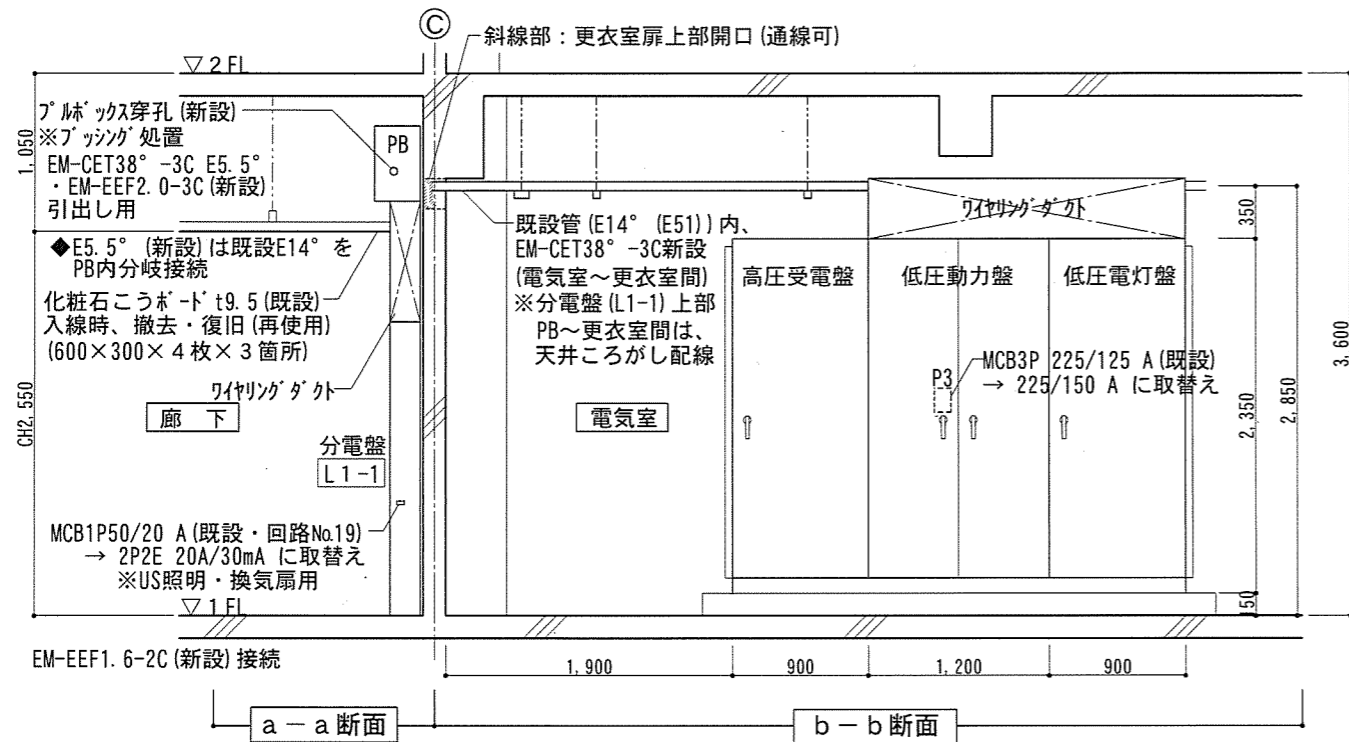 Ⓒ
斜線部：更衣室扉上部開口(通線可)
▽2FL
プルボックス穿孔(新設)
※ブッシング処置
EM-CET38°-3C E5.5°
・EM-EEF2.0-3C(新設)
引出し用
PB
1,050
◆E5.5°(新設)は既設E14°を
PB内分岐接続
化粧石こうボードt9.5(既設)
入線時、撤去・復旧(再使用)
(600×300×4枚×3箇所)
ワイヤリングダクト
廊 下
CH2,550
分電盤
L1-1
MCB1P50/20 A(既設・回路No.19)
→ 2P2E 20A/30mA に取替え
※US照明・換気扇用
▽1FL
EM-EEF1.6-2C(新設)接続
既設管(E14°(E51))内、
EM-CET38°-3C新設
(電気室～更衣室間)
※分電盤(L1-1)上部
PB～更衣室間は、
天井ころがし配線
電気室
ワイヤリングダクト
高圧受電盤
低圧動力盤
低圧電灯盤
P3
MCB3P 225/125 A(既設)
→ 225/150 A に取替え
350
2,350
150
2,850
3,600
1,900
900
1,200
900
a－a断面
b－b断面